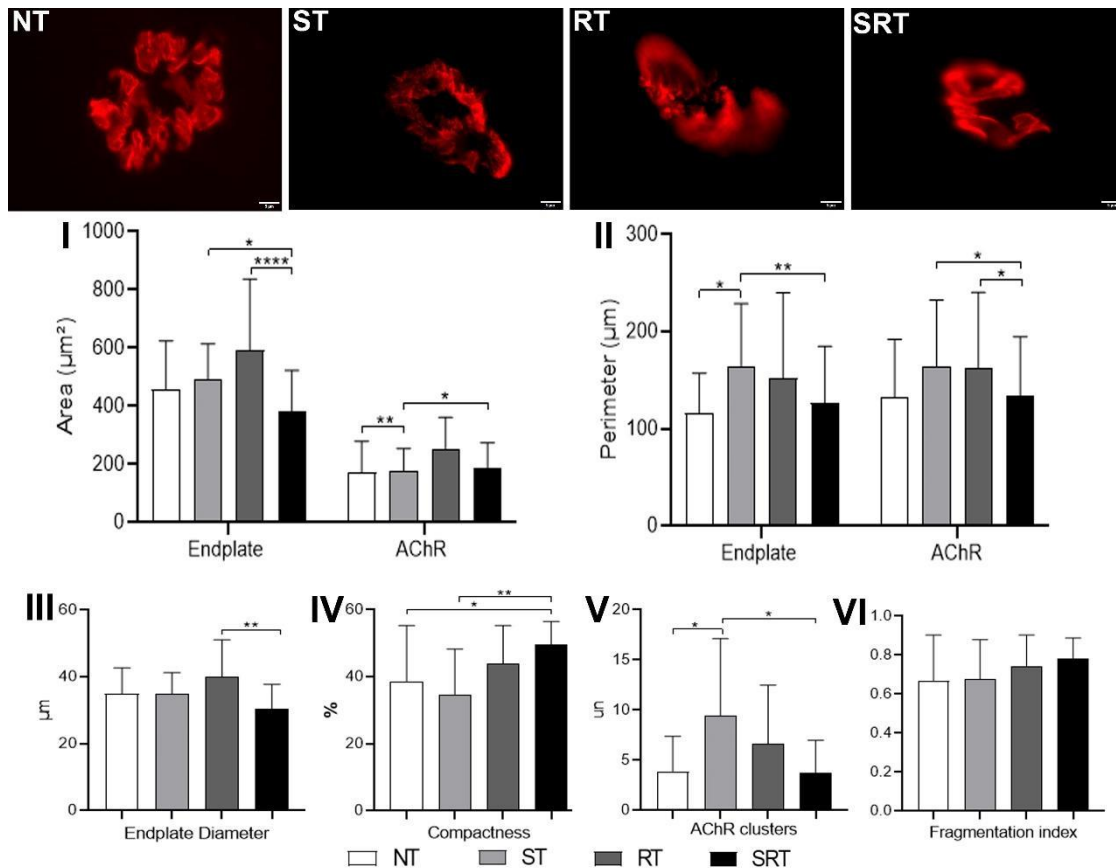 NT
ST
RT
SRT
5 µm
I
Area (µm²)
1000
800
600
400
200
0
*
****
**
*
Endplate
AChR
II
Perimeter (µm)
300
200
100
0
*
**
*
*
Endplate
AChR
III
µm
60
40
20
0
**
Endplate Diameter
IV
%
60
40
20
0
*
**
Compactness
V
un
20
15
10
5
0
*
*
AChR clusters
VI
1.0
0.8
0.6
0.4
0.2
0.0
Fragmentation index
NT ST RT SRT